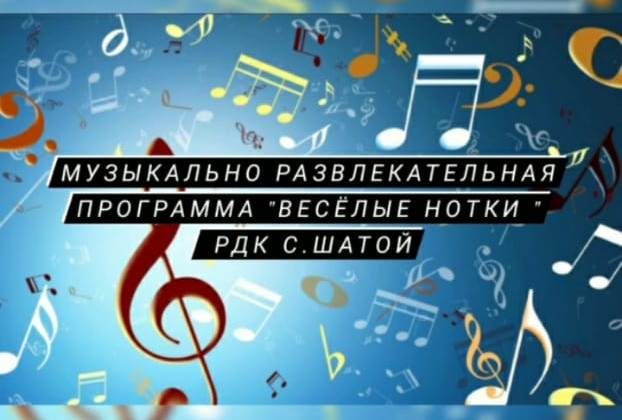 МУЗЫКАЛЬНО РАЗВЛЕКАТЕЛЬНАЯ
ПРОГРАММА "ВЕСЁЛЫЕ НОТКИ "
РДК С.ШАТОЙ